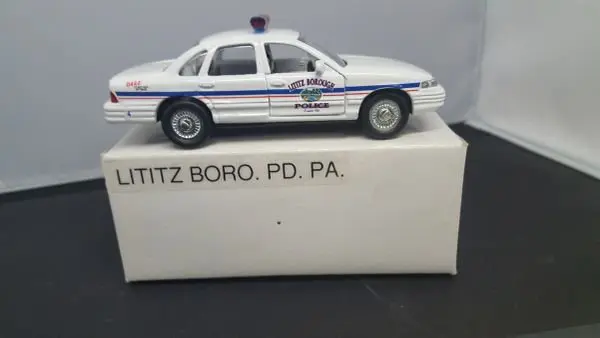 LITITZ BOROUGH
POLICE
LITITZ BORO. PD. PA.